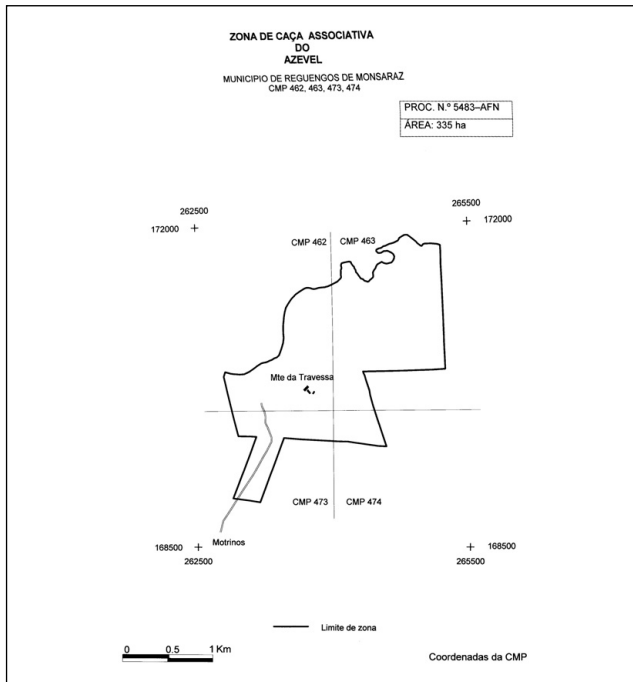 ZONA DE CAÇA ASSOCIATIVA
DO
AZEVEL
MUNICIPIO DE REGUENGOS DE MONSARAZ
CMP 462, 463, 473, 474
PROC. N.º 5483–AFN
ÁREA: 335 ha
262500
265500
172000
172000
CMP 462
CMP 463
Mte da Travessa
CMP 473
CMP 474
Motrinos
168500
168500
262500
265500
Limite de zona
0 0.5 1 Km
Coordenadas da CMP